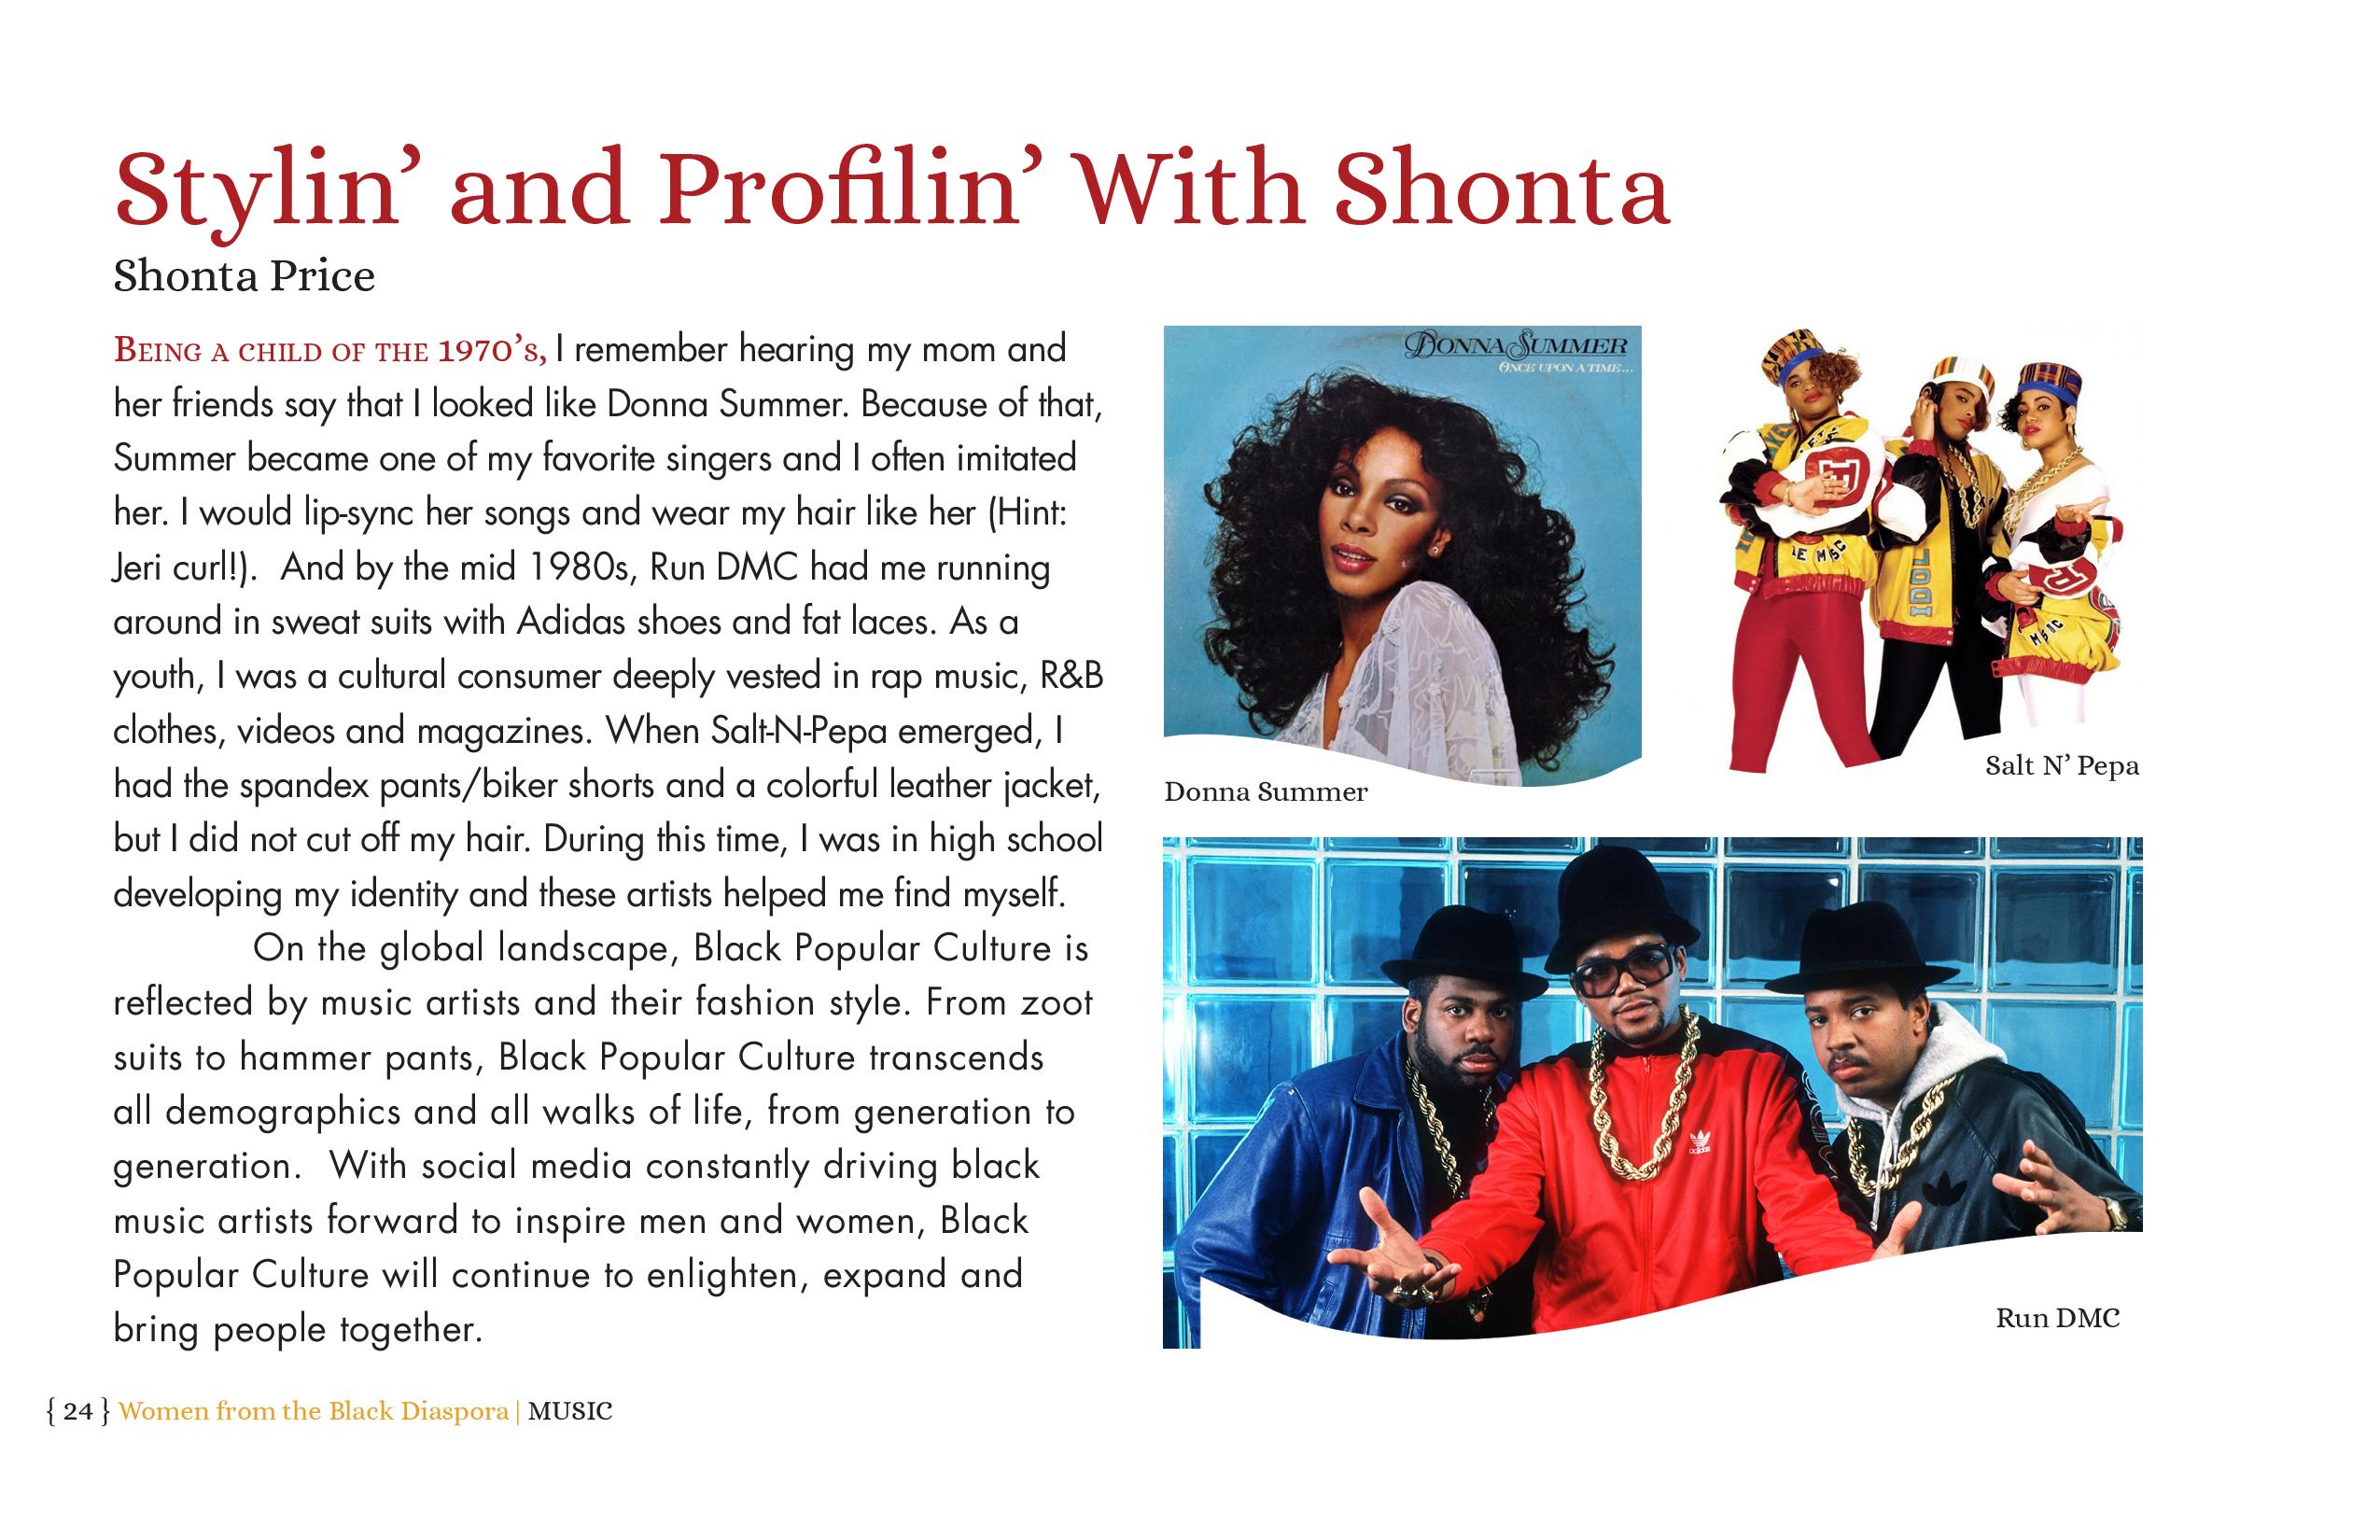 Stylin’ and Profilin’ With Shonta
Shonta Price
Being a child of the 1970’s, I remember hearing my mom and
her friends say that I looked like Donna Summer. Because of that,
Summer became one of my favorite singers and I often imitated
her. I would lip-sync her songs and wear my hair like her (Hint:
Jeri curl!).  And by the mid 1980s, Run DMC had me running
around in sweat suits with Adidas shoes and fat laces. As a
youth, I was a cultural consumer deeply vested in rap music, R&B
clothes, videos and magazines. When Salt-N-Pepa emerged, I
had the spandex pants/biker shorts and a colorful leather jacket,
but I did not cut off my hair. During this time, I was in high school
developing my identity and these artists helped me find myself.
On the global landscape, Black Popular Culture is
reflected by music artists and their fashion style. From zoot
suits to hammer pants, Black Popular Culture transcends
all demographics and all walks of life, from generation to
generation.  With social media constantly driving black
music artists forward to inspire men and women, Black
Popular Culture will continue to enlighten, expand and
bring people together.
DONNA SUMMER
ONCE UPON A TIME...
Donna Summer
Salt N’ Pepa
adidas
Run DMC
{ 24 } Women from the Black Diaspora | MUSIC